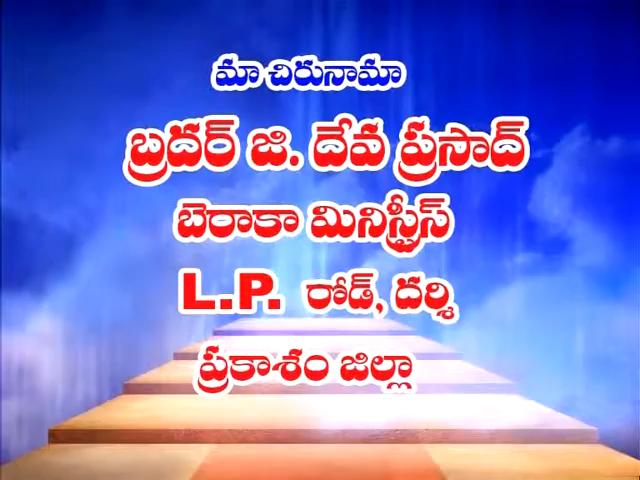 మా చిరునామా
బ్రదర్ జి. దేవ ప్రసాద్
బెరాకా మినిస్ట్రీస్
L.P. రోడ్, దర్శి
ప్రకాశం జిల్లా